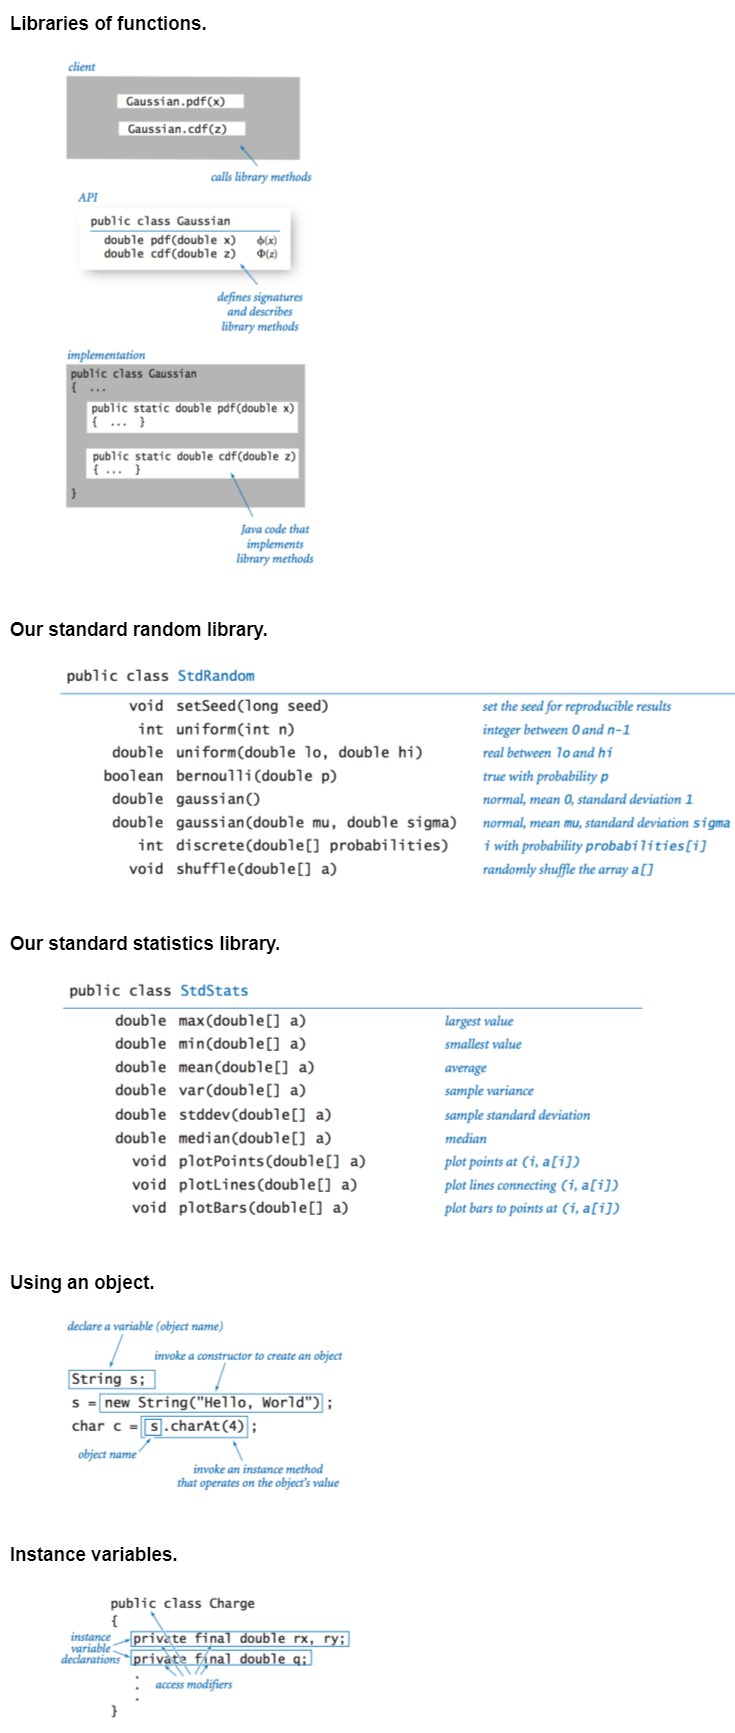 Libraries of functions.
client
Gaussian.pdf(x)
Gaussian.cdf(z)
calls library methods
API
public class Gaussian
double pdf(double x) ϕ(x)
double cdf(double z) Φ(z)
defines signatures
and describes
library methods
implementation
public class Gaussian
{ ...
public static double pdf(double x)
{ ... }
public static double cdf(double z)
{ ... }
}
Java code that
implements
library methods
Our standard random library.
public class StdRandom
void setSeed(long seed) set the seed for reproducible results
int uniform(int n) integer between 0 and n-1
double uniform(double lo, double hi) real between lo and hi
boolean bernoulli(double p) true with probability p
double gaussian() normal, mean 0, standard deviation 1
double gaussian(double mu, double sigma) normal, mean mu, standard deviation sigma
int discrete(double[] probabilities) i with probability probabilities[i]
void shuffle(double[] a) randomly shuffle the array a[]
Our standard statistics library.
public class StdStats
double max(double[] a) largest value
double min(double[] a) smallest value
double mean(double[] a) average
double var(double[] a) sample variance
double stddev(double[] a) sample standard deviation
double median(double[] a) median
void plotPoints(double[] a) plot points at (i, a[i])
void plotLines(double[] a) plot lines connecting (i, a[i])
void plotBars(double[] a) plot bars to points at (i, a[i])
Using an object.
declare a variable (object name)
invoke a constructor to create an object
String s;
s = new String("Hello, World");
char c = s.charAt(4);
object name
invoke an instance method
that operates on the object's value
Instance variables.
public class Charge
{
instance
variable
declarations
private final double rx, ry;
private final double q;
.
.
.
access modifiers
}